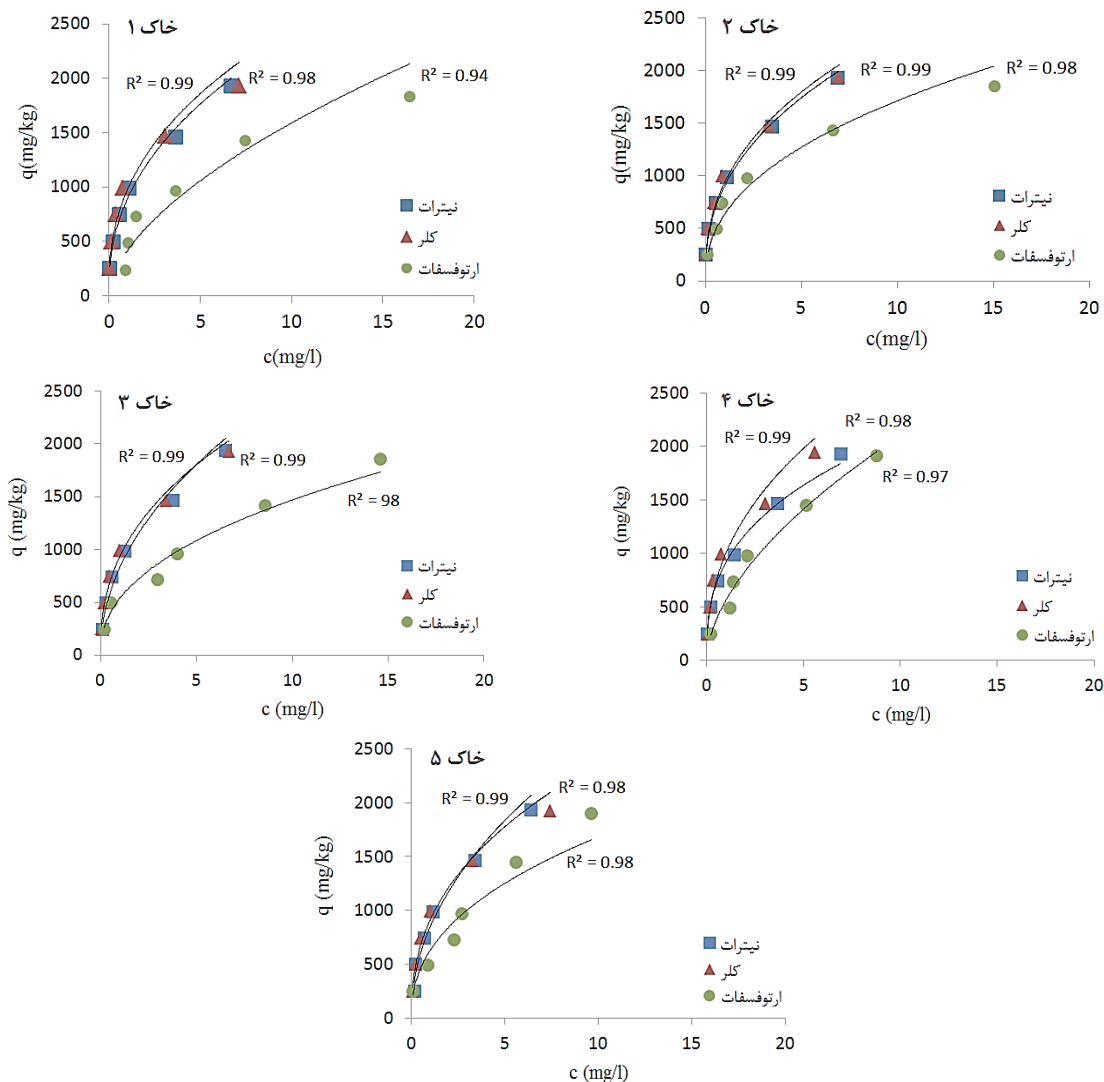 خاک ۱
2500
2000
1500
1000
500
0
q(mg/kg)
R² = 0.99
R² = 0.98
R² = 0.94
نیترات
کلر
ارتوفسفات
0 5 10 15 20
c(mg/l)
خاک ۲
2500
2000
1500
1000
500
0
q(mg/kg)
R² = 0.99
R² = 0.99
R² = 0.98
نیترات
کلر
ارتوفسفات
0 5 10 15 20
c(mg/l)
خاک ۳
2500
2000
1500
1000
500
0
q (mg/kg)
R² = 0.99
R² = 0.99
R² = 98
نیترات
کلر
ارتوفسفات
0 5 10 15 20
c (mg/l)
خاک ۴
2500
2000
1500
1000
500
0
q (mg/kg)
R² = 0.99
R² = 0.98
R² = 0.97
نیترات
کلر
ارتوفسفات
0 5 10 15 20
c (mg/l)
خاک ۵
2500
2000
1500
1000
500
0
q (mg/kg)
R² = 0.99
R² = 0.98
R² = 0.98
نیترات
کلر
ارتوفسفات
0 5 10 15 20
c (mg/l)